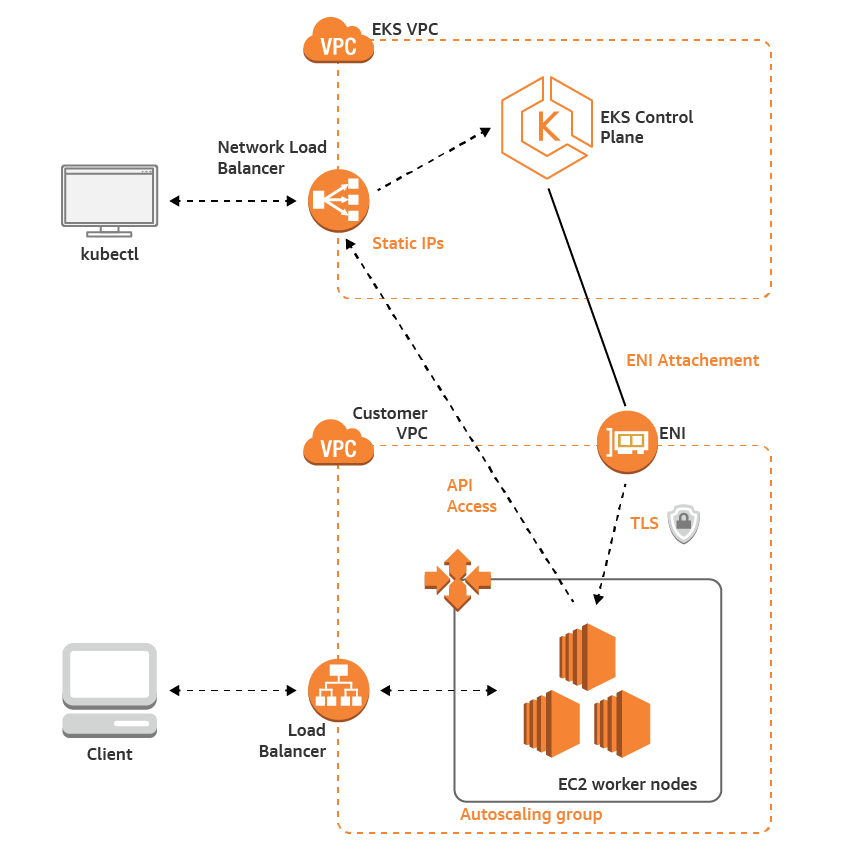 VPC
EKS VPC
K
EKS Control
Plane
Network Load
Balancer
kubectl
Static IPs
ENI Attachement
Customer
VPC
VPC
ENI
API
Access
TLS
Client
Load
Balancer
EC2 worker nodes
Autoscaling group